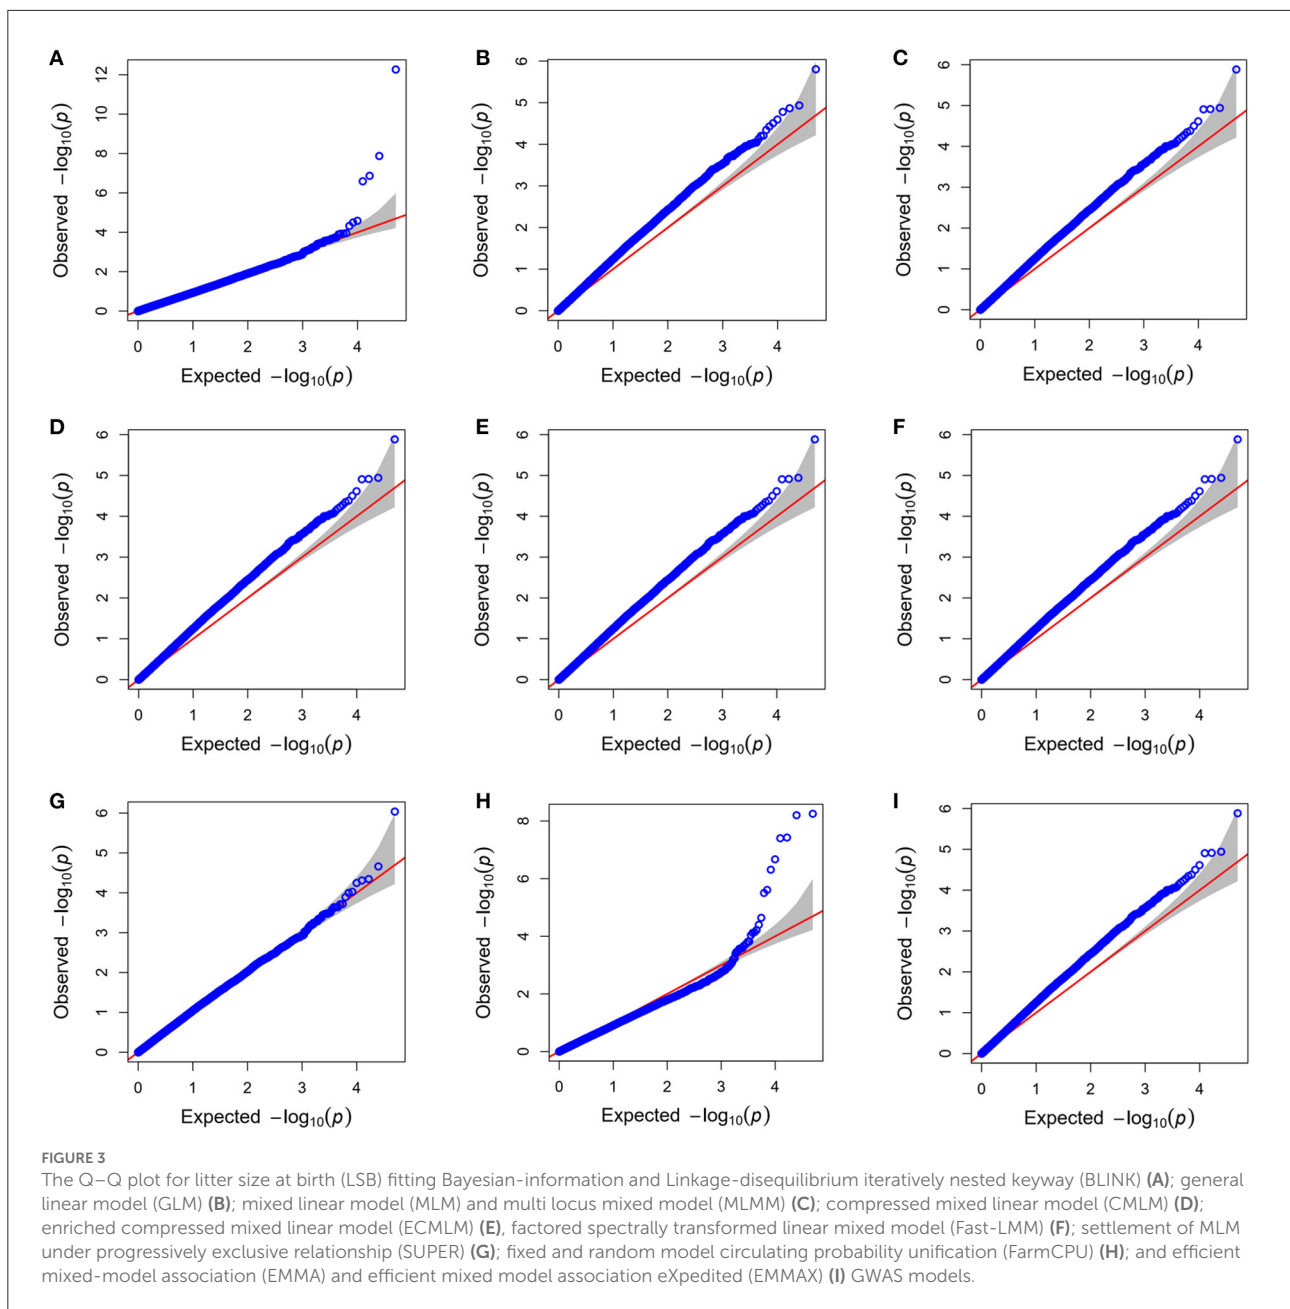 A
B
C
Observed −log10(p)
0 2 4 6 8 10 12
0 1 2 3 4
Expected −log10(p)
Observed −log10(p)
0 1 2 3 4 5 6
0 1 2 3 4
Expected −log10(p)
Observed −log10(p)
0 1 2 3 4 5 6
0 1 2 3 4
Expected −log10(p)
D
E
F
Observed −log10(p)
0 1 2 3 4 5 6
0 1 2 3 4
Expected −log10(p)
Observed −log10(p)
0 1 2 3 4 5 6
0 1 2 3 4
Expected −log10(p)
Observed −log10(p)
0 1 2 3 4 5 6
0 1 2 3 4
Expected −log10(p)
G
H
I
Observed −log10(p)
0 1 2 3 4 5 6
0 1 2 3 4
Expected −log10(p)
Observed −log10(p)
0 2 4 6 8
0 1 2 3 4
Expected −log10(p)
Observed −log10(p)
0 1 2 3 4 5 6
0 1 2 3 4
Expected −log10(p)
FIGURE 3
The Q–Q plot for litter size at birth (LSB) fitting Bayesian-information and Linkage-disequilibrium iteratively nested keyway (BLINK) (A); general
linear model (GLM) (B); mixed linear model (MLM) and multi locus mixed model (MLMM) (C); compressed mixed linear model (CMLM) (D);
enriched compressed mixed linear model (ECMLM) (E), factored spectrally transformed linear mixed model (Fast-LMM) (F); settlement of MLM
under progressively exclusive relationship (SUPER) (G); fixed and random model circulating probability unification (FarmCPU) (H); and efficient
mixed-model association (EMMA) and efficient mixed model association eXpedited (EMMAX) (I) GWAS models.